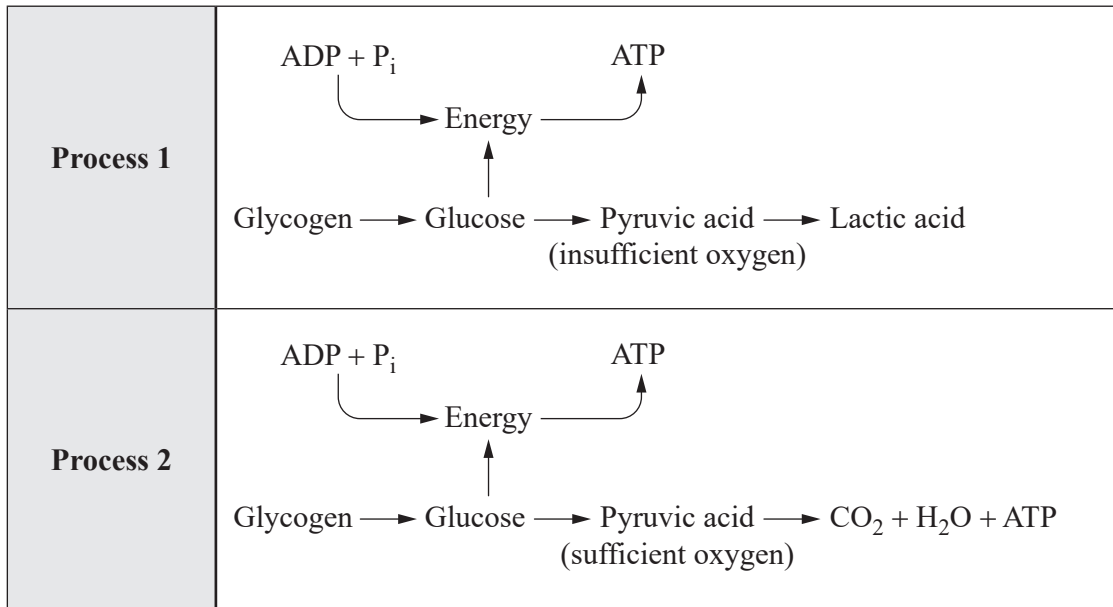 Process 1
ADP + Pᵢ ATP
Energy
Glycogen Glucose Pyruvic acid Lactic acid
(insufficient oxygen)
Process 2
ADP + Pᵢ ATP
Energy
Glycogen Glucose Pyruvic acid CO₂ + H₂O + ATP
(sufficient oxygen)